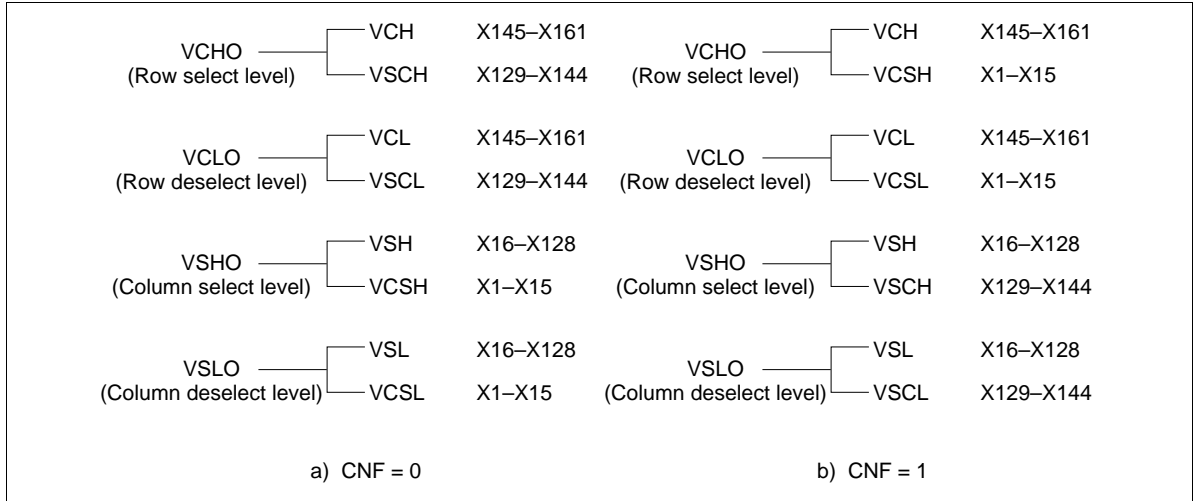 VCHO
(Row select level)
VCH X145–X161
VSCH X129–X144
VCLO
(Row deselect level)
VCL X145–X161
VSCL X129–X144
VSHO
(Column select level)
VSH X16–X128
VCSH X1–X15
VSLO
(Column deselect level)
VSL X16–X128
VCSL X1–X15
a) CNF = 0
VCHO
(Row select level)
VCH X145–X161
VCSH X1–X15
VCLO
(Row deselect level)
VCL X145–X161
VCSL X1–X15
VSHO
(Column select level)
VSH X16–X128
VSCH X129–X144
VSLO
(Column deselect level)
VSL X16–X128
VSCL X129–X144
b) CNF = 1